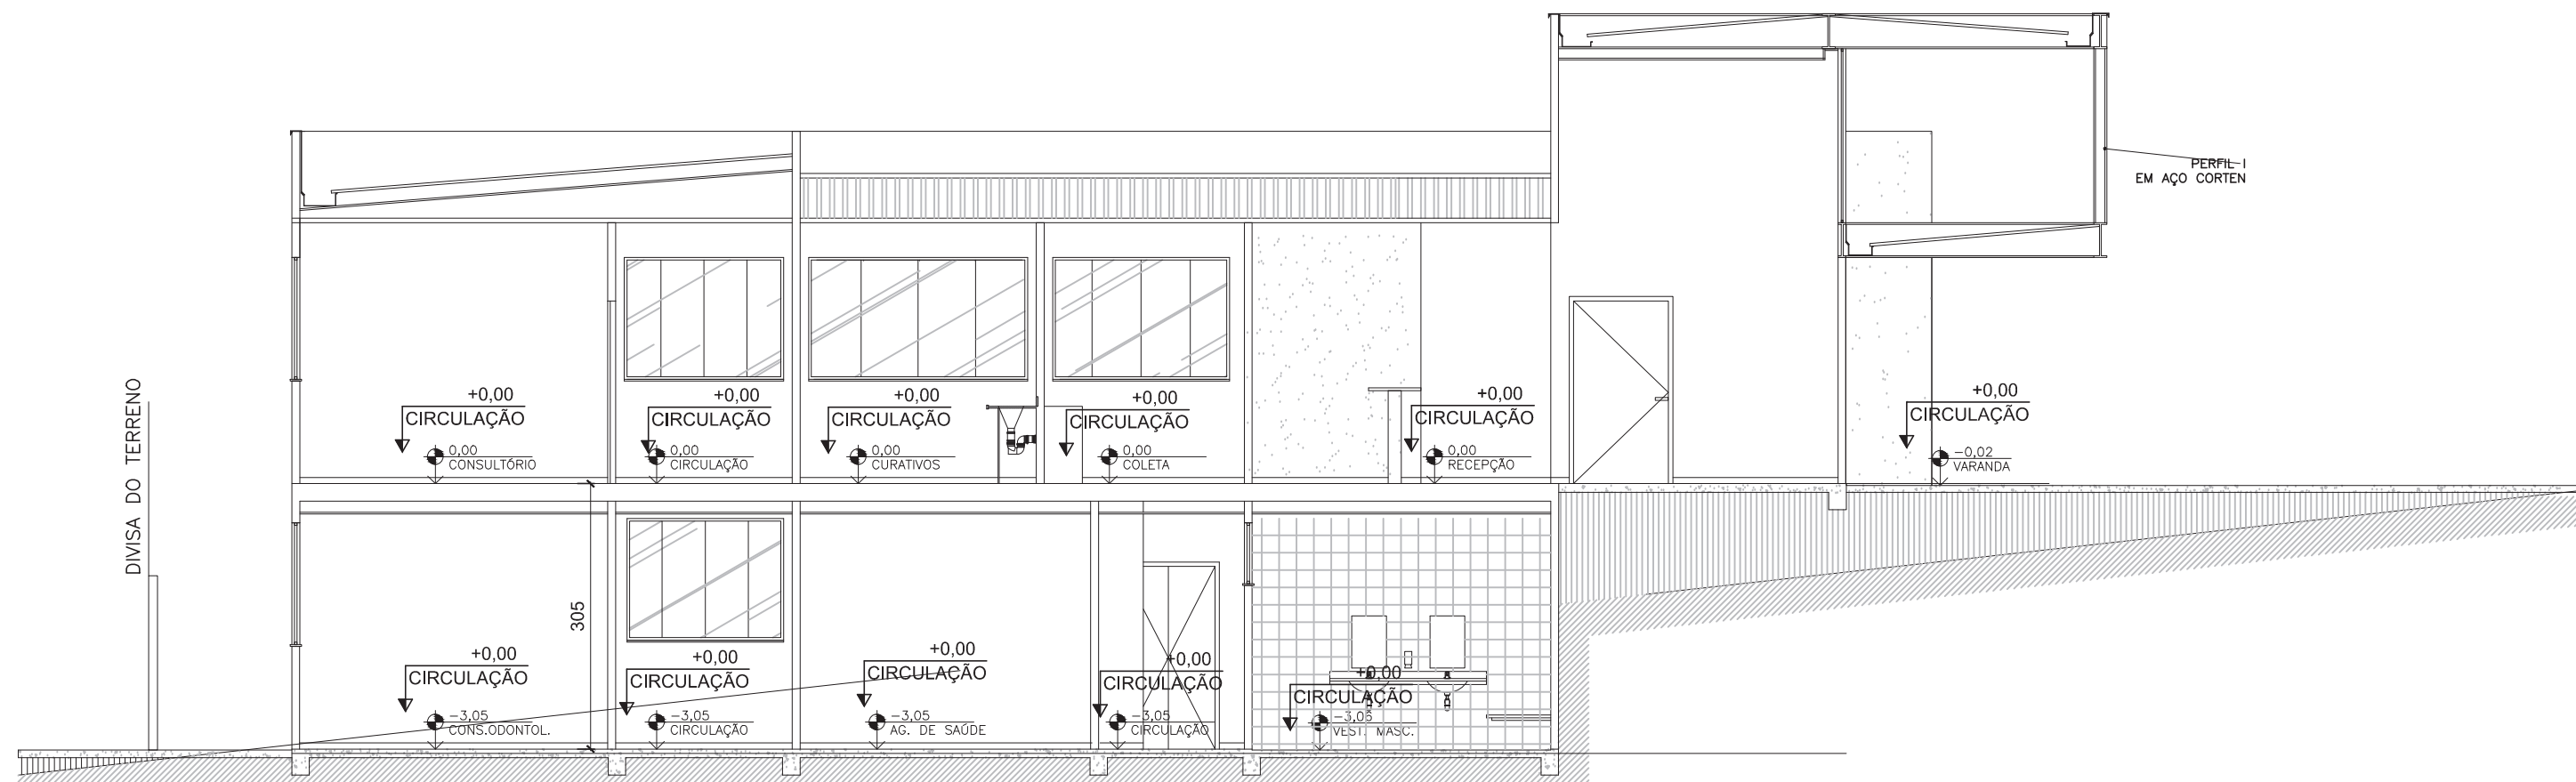 PERFIL I
EM AÇO CORTEN
DIVISA DO TERRENO
+0,00
CIRCULAÇÃO
0,00
CONSULTÓRIO
+0,00
CIRCULAÇÃO
0,00
CIRCULAÇÃO
+0,00
CIRCULAÇÃO
0,00
CURATIVOS
+0,00
CIRCULAÇÃO
0,00
COLETA
+0,00
CIRCULAÇÃO
0,00
RECEPÇÃO
+0,00
CIRCULAÇÃO
-0,02
VARANDA
305
+0,00
CIRCULAÇÃO
-3,05
CONS.ODONTOL.
+0,00
CIRCULAÇÃO
-3,05
CIRCULAÇÃO
+0,00
CIRCULAÇÃO
-3,05
AG. DE SAÚDE
+0,00
CIRCULAÇÃO
-3,05
CIRCULAÇÃO
+0,00
CIRCULAÇÃO
-3,06
VEST. MASC.